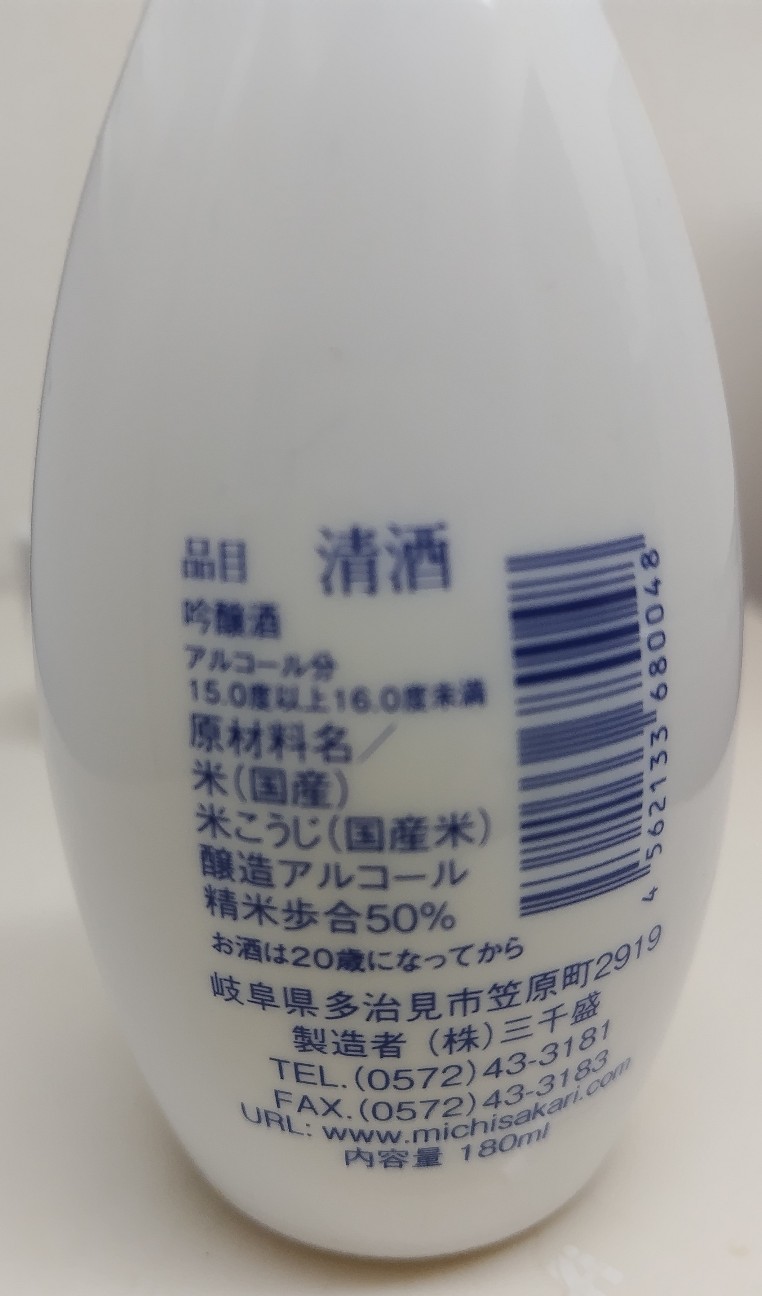 品目 清酒
吟醸酒
アルコール分
15.0度以上16.0度未満
原材料名／
米(国産)
米こうじ(国産米)
醸造アルコール
精米歩合50%
お酒は20歳になってから
岐阜県多治見市笠原町2919
製造者 (株)三千盛
TEL.(0572)43-3181
FAX.(0572)43-3183
URL: www.michisakari.com
内容量 180ml
4 562133 680048